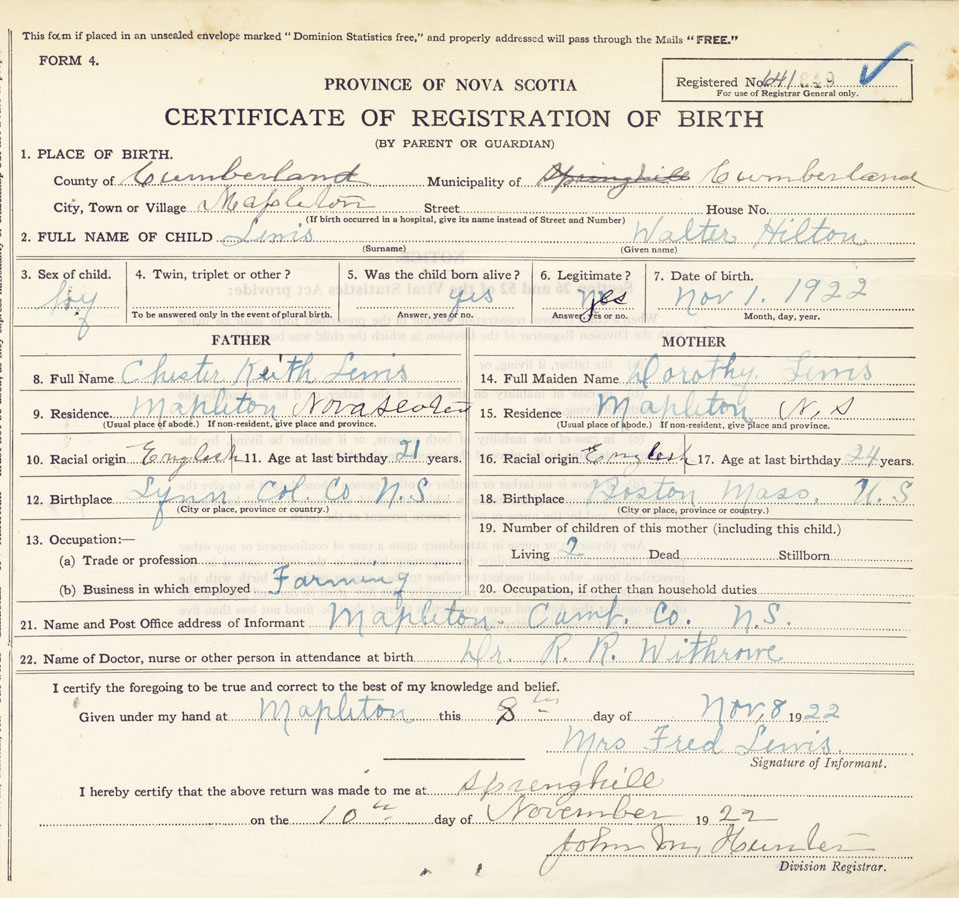 This form if placed in an unsealed envelope marked "Dominion Statistics free," and properly addressed will pass through the Mails "FREE."
FORM 4.
PROVINCE OF NOVA SCOTIA
Registered No. 641
For use of Registrar General only.
CERTIFICATE OF REGISTRATION OF BIRTH
(BY PARENT OR GUARDIAN)
1. PLACE OF BIRTH.
County of Cumberland Municipality of Springhill Cumberland
City, Town or Village Mapleton Street House No.
(If birth occurred in a hospital, give its name instead of Street and Number)
2. FULL NAME OF CHILD Lewis Walter Hilton
(Surname) (Given name)
3. Sex of child. 4. Twin, triplet or other? 5. Was the child born alive? 6. Legitimate? 7. Date of birth.
boy yes yes Nov 1. 1922
To be answered only in the event of plural birth. Answer, yes or no. Answer, yes or no. Month, day, year.
FATHER MOTHER
8. Full Name Chester Keith Lewis 14. Full Maiden Name Dorothy Lewis
9. Residence. Mapleton Nova Scotia 15. Residence Mapleton N.S
(Usual place of abode.) If non-resident, give place and province. (Usual place of abode.) If non-resident, give place and province.
10. Racial origin English 11. Age at last birthday 21 years. 16. Racial origin English 17. Age at last birthday 24 years.
12. Birthplace Lynn Col. Co N.S 18. Birthplace Boston Mass. U.S
(City or place, province or country.) (City or place, province or country.)
19. Number of children of this mother (including this child.)
13. Occupation:—
Living 2 Dead Stillborn
(a) Trade or profession
(b) Business in which employed Farming 20. Occupation, if other than household duties
21. Name and Post Office address of Informant Mapleton. Cumb. Co. N.S.
22. Name of Doctor, nurse or other person in attendance at birth Dr. R. R. Withrowe
I certify the foregoing to be true and correct to the best of my knowledge and belief.
Given under my hand at Mapleton this 8th day of Nov, 8 1922
Mrs Fred Lewis.
Signature of Informant.
I hereby certify that the above return was made to me at Springhill
on the 10th day of November 1922
John M. Hunter
Division Registrar.